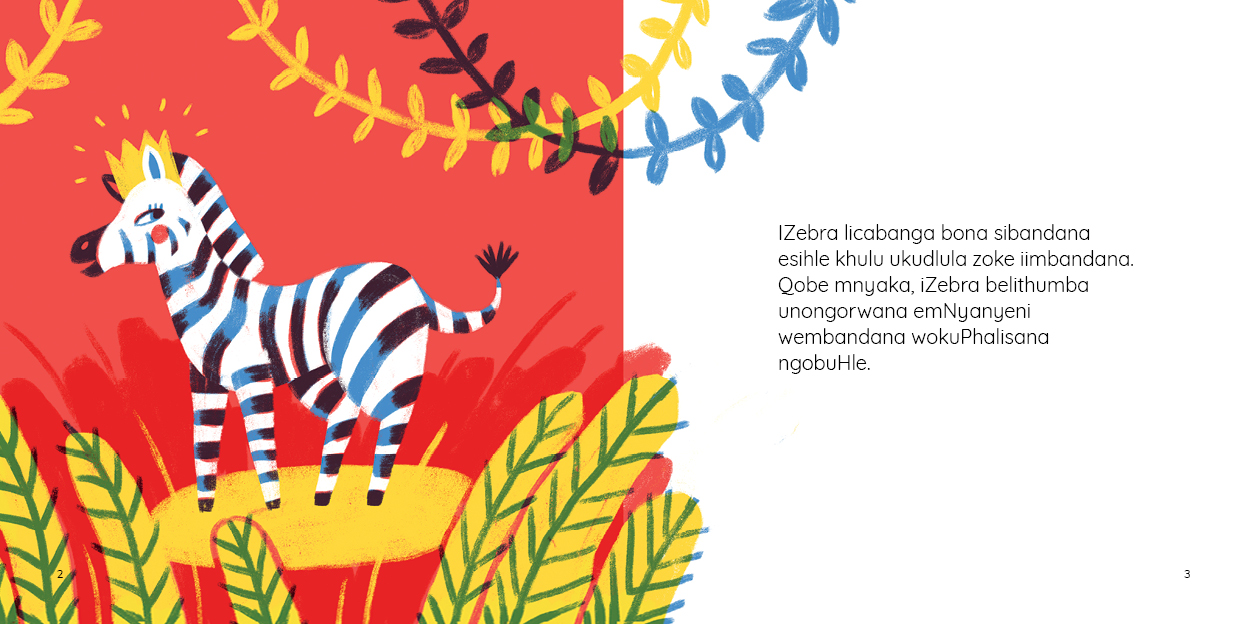 IZebra licabanga bona sibandana
esihle khulu ukudlula zoke iimbandana.
Qobe mnyaka, iZebra belithumba
unongorwana emNyanyeni
wembandana wokuPhalisana
ngobuHle.
2
3